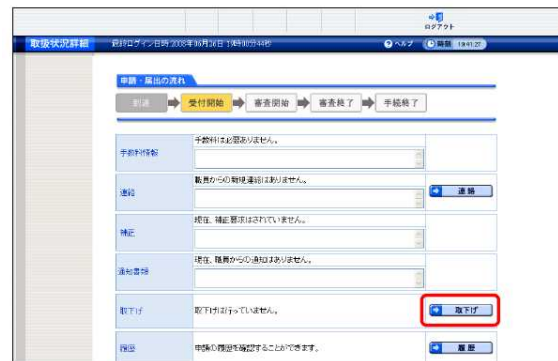 ログアウト
取扱状況詳細 最終ログイン日時:2008年06月26日 19時00分44秒 ヘルプ 時間 19:41:27
申請・届出の流れ
到達 受付開始 審査開始 審査終了 手続終了
手数料は必要ありません。
手数料情報
職員からの新規連絡はありません。
連絡 連絡
現在、補正要求はされていません。
補正
現在、職員からの通知はありません。
通知書類
取下げ 取下げは行っていません。 取下げ
履歴 申請の履歴を確認することができます。 履歴